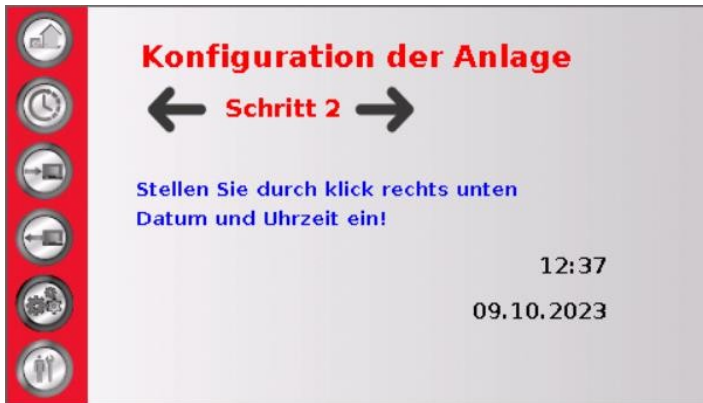 Konfiguration der Anlage
Schritt 2
Stellen Sie durch klick rechts unten
Datum und Uhrzeit ein!
12:37
09.10.2023